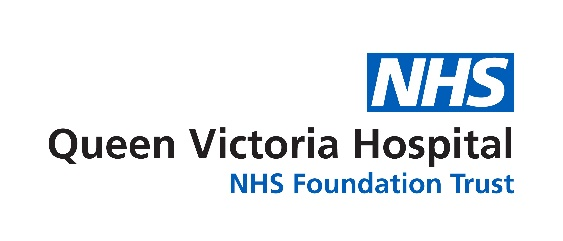 NHS
Queen Victoria Hospital
NHS Foundation Trust